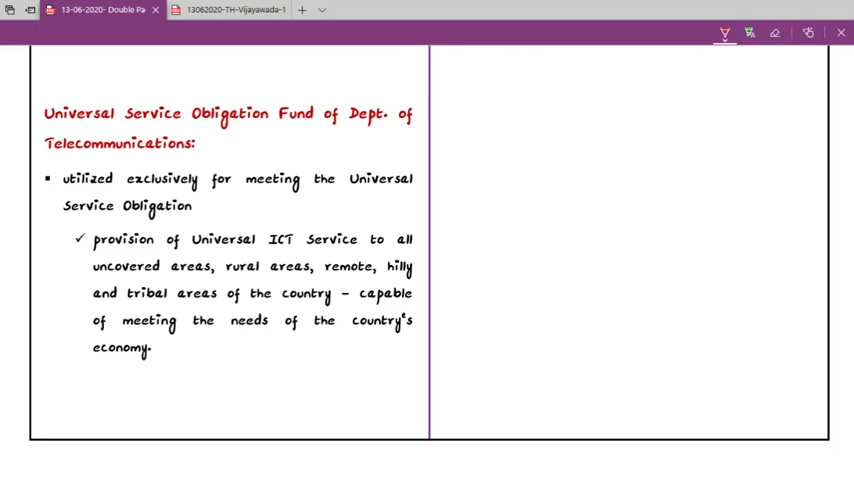 13-06-2020- Double Pa
13062020-TH-Vijayawada-1
Universal Service Obligation Fund of Dept. of
Telecommunications:
▪ utilized exclusively for meeting the Universal
Service Obligation
✓ provision of Universal ICT Service to all
uncovered areas, rural areas, remote, hilly
and tribal areas of the country – capable
of meeting the needs of the country's
economy.